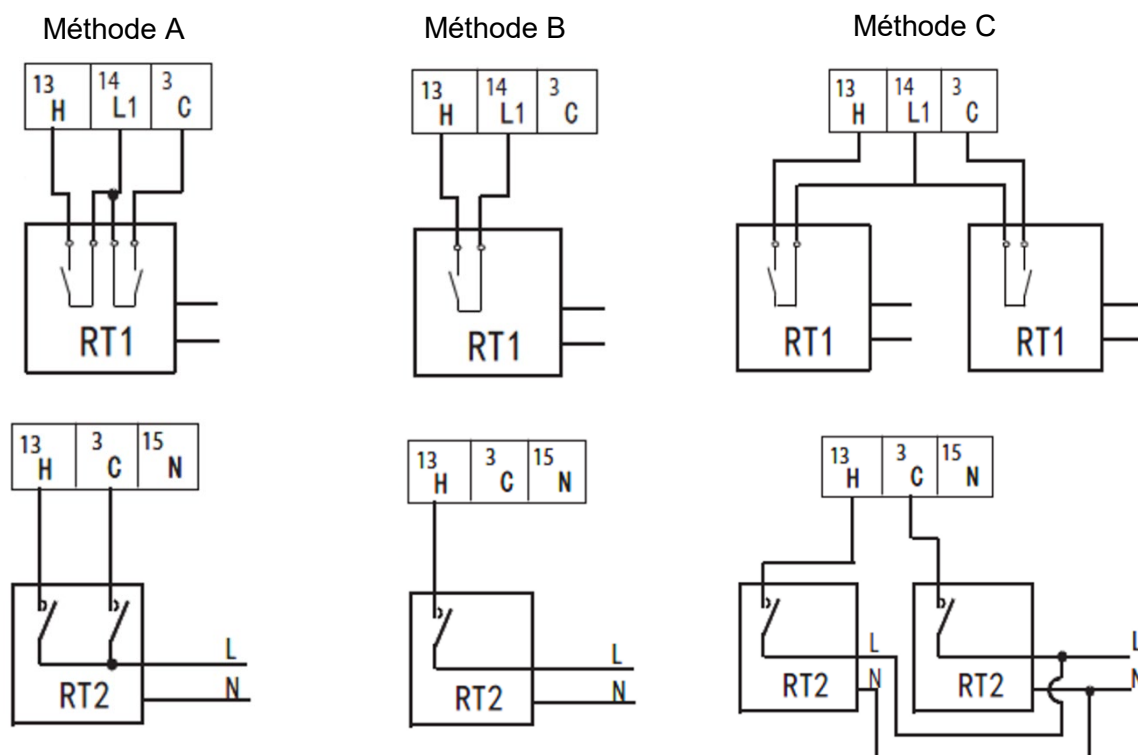 Méthode A
Méthode B
Méthode C
13 H 14 L1 3 C
13 H 14 L1 3 C
13 H 14 L1 3 C
RT1
RT1
RT1
RT1
13 H 3 C 15 N
13 H 3 C 15 N
13 H 3 C 15 N
L
N
RT2
L
N
RT2
L
N
RT2
L
N
RT2